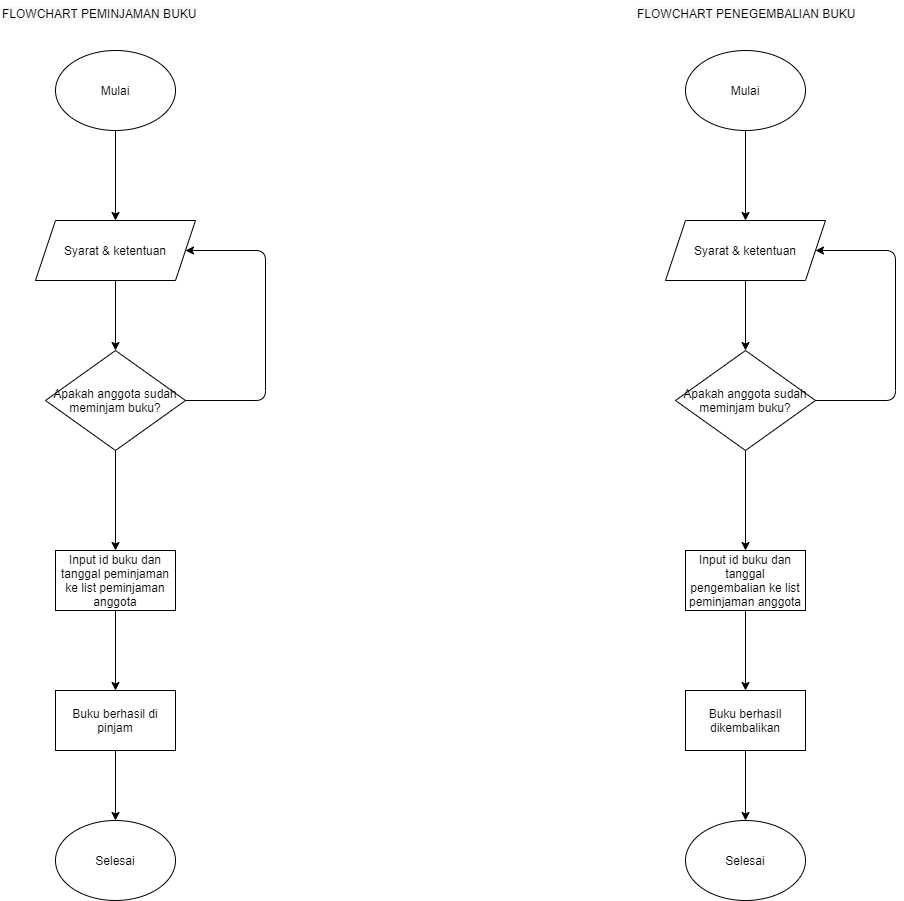 FLOWCHART PEMINJAMAN BUKU
Mulai
Syarat & ketentuan
Apakah anggota sudah
meminjam buku?
Input id buku dan
tanggal peminjaman
ke list peminjaman
anggota
Buku berhasil di
pinjam
Selesai
FLOWCHART PENEGEMBALIAN BUKU
Mulai
Syarat & ketentuan
Apakah anggota sudah
meminjam buku?
Input id buku dan
tanggal
pengembalian ke list
peminjaman anggota
Buku berhasil
dikembalikan
Selesai